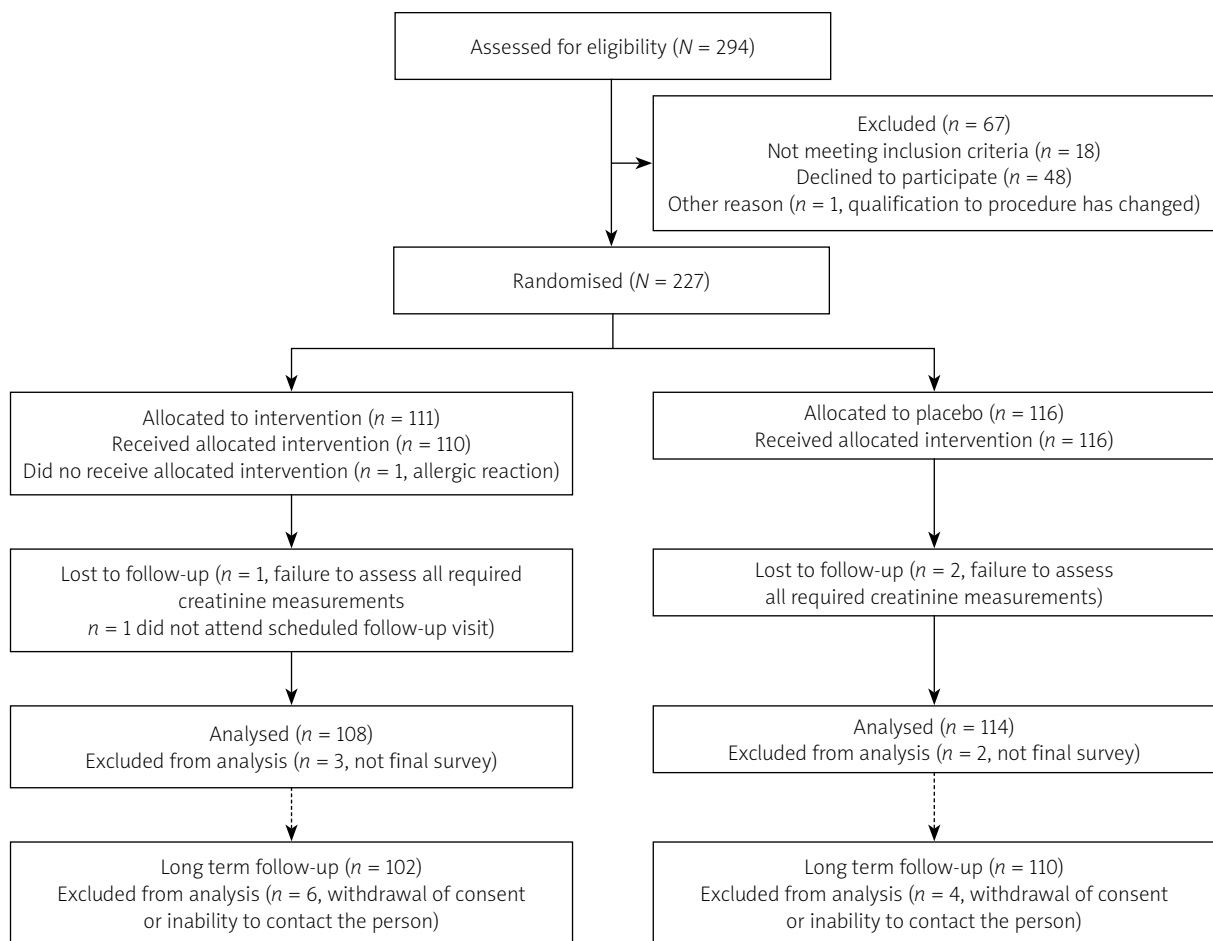 Assessed for eligibility (N = 294)
Excluded (n = 67)
Not meeting inclusion criteria (n = 18)
Declined to participate (n = 48)
Other reason (n = 1, qualification to procedure has changed)
Randomised (N = 227)
Allocated to intervention (n = 111)
Received allocated intervention (n = 110)
Did no receive allocated intervention (n = 1, allergic reaction)
Allocated to placebo (n = 116)
Received allocated intervention (n = 116)
Lost to follow-up (n = 1, failure to assess all required
creatinine measurements
n = 1 did not attend scheduled follow-up visit)
Lost to follow-up (n = 2, failure to assess
all required creatinine measurements)
Analysed (n = 108)
Excluded from analysis (n = 3, not final survey)
Analysed (n = 114)
Excluded from analysis (n = 2, not final survey)
Long term follow-up (n = 102)
Excluded from analysis (n = 6, withdrawal of consent
or inability to contact the person)
Long term follow-up (n = 110)
Excluded from analysis (n = 4, withdrawal of consent
or inability to contact the person)